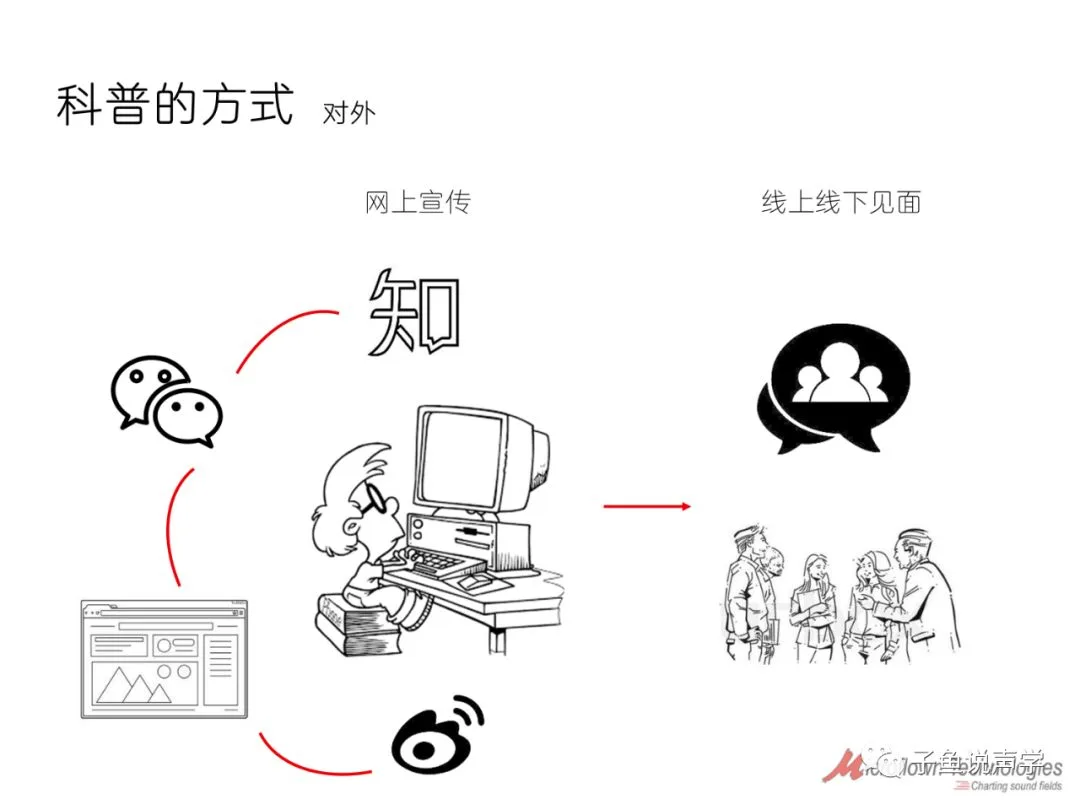 科普的方式 对外
网上宣传
线上线下见面
知
子鱼说声学
Technologies
Charting sound fields